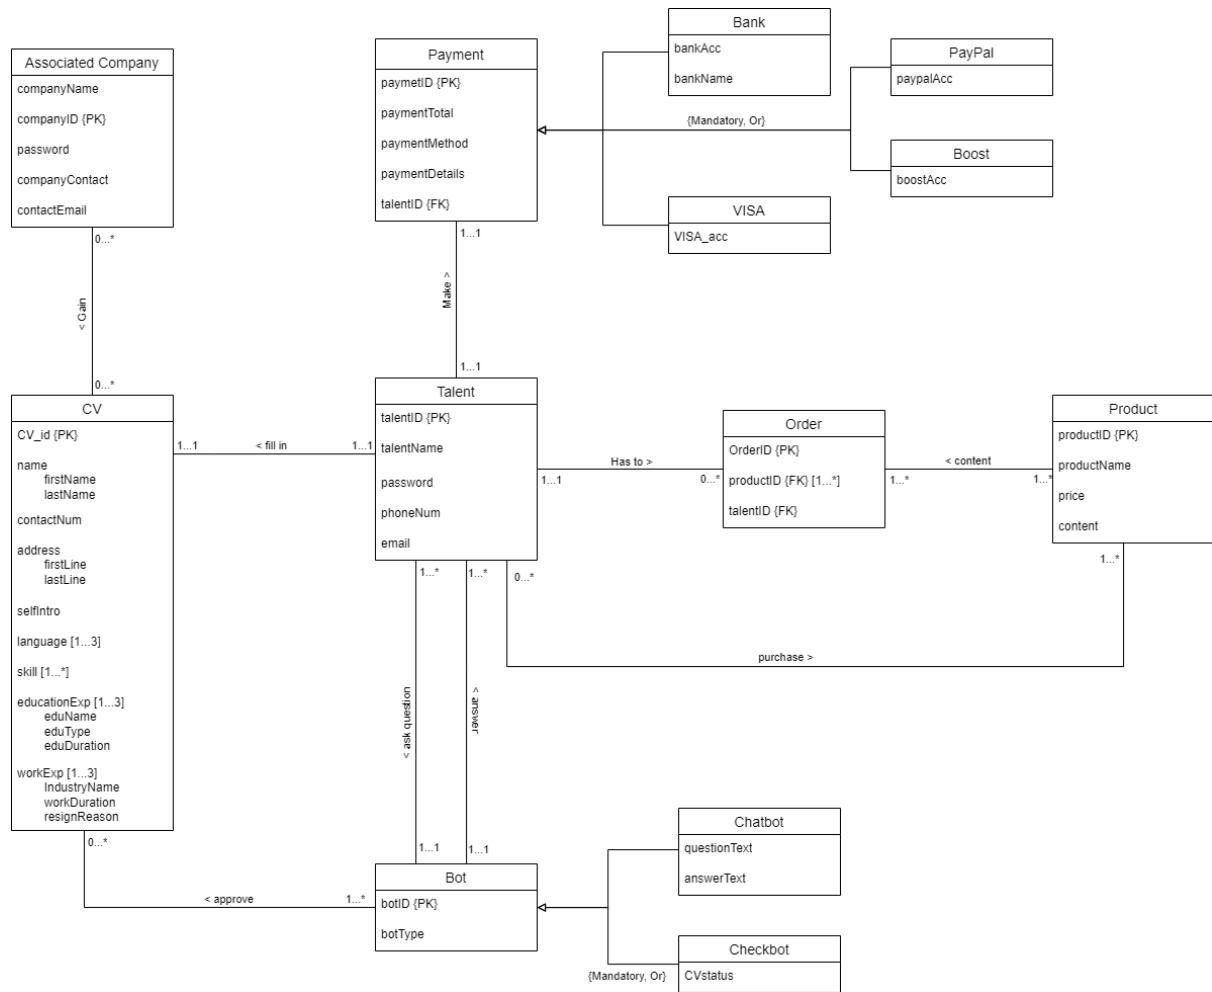 Associated Company
companyName
companyID {PK}
password
companyContact
contactEmail
0...*
< Gain
0...*
Payment
paymetID {PK}
paymentTotal
paymentMethod
paymentDetails
talentID {FK}
1...1
Make >
1...1
Bank
bankAcc
bankName
{Mandatory, Or}
PayPal
paypalAcc
Boost
boostAcc
VISA
VISA_acc
CV
CV_id {PK}
name
firstName
lastName
contactNum
address
firstLine
lastLine
selfIntro
language [1...3]
skill [1...*]
educationExp [1...3]
eduName
eduType
eduDuration
workExp [1...3]
IndustryName
workDuration
resignReason
0...*
1...1
< fill in
1...1
Talent
talentID {PK}
talentName
password
phoneNum
email
1...*
1...*
0...*
1...1
Has to >
0...*
Order
OrderID {PK}
productID {FK} [1...*]
talentID {FK}
1...*
< content
1...*
Product
productID {PK}
productName
price
content
1...*
purchase >
< ask question
< answer
1...1
1...1
< approve
1...*
Bot
botID {PK}
botType
Chatbot
questionText
answerText
{Mandatory, Or}
Checkbot
CVstatus